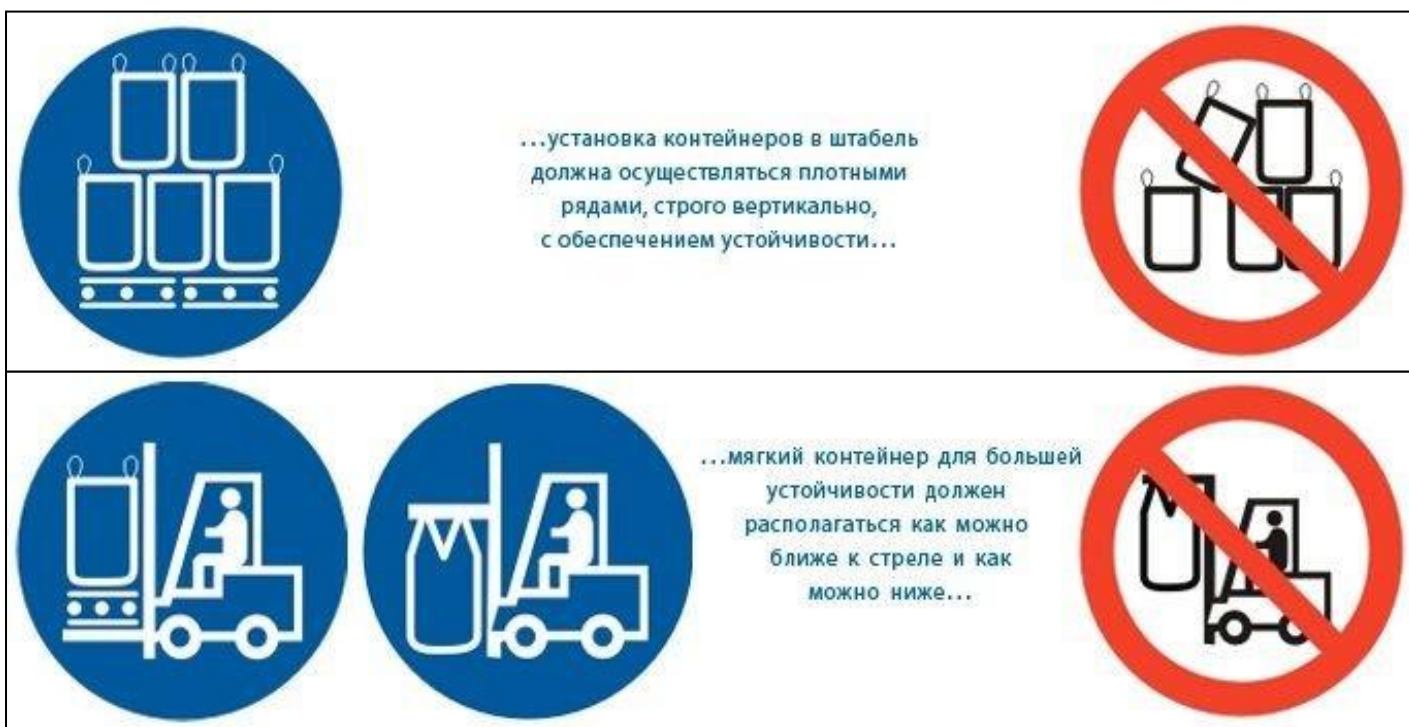 ...установка контейнеров в штабель
должна осуществляться плотными
рядами, строго вертикально,
с обеспечением устойчивости...
...мягкий контейнер для большей
устойчивости должен
располагаться как можно
ближе к стреле и как
можно ниже...